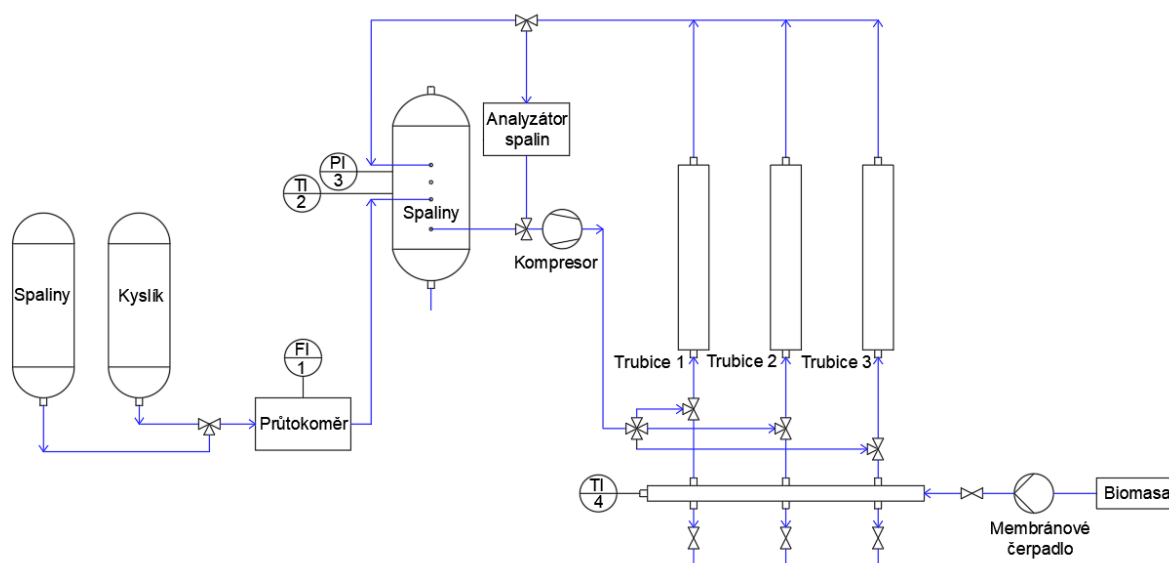 Analyzátor
spalin
PI
3
TI
2
Spaliny
Kompresor
Spaliny
Kyslík
FI
1
Průtokoměr
Trubice 1
Trubice 2
Trubice 3
TI
4
Biomasa
Membránové
čerpadlo